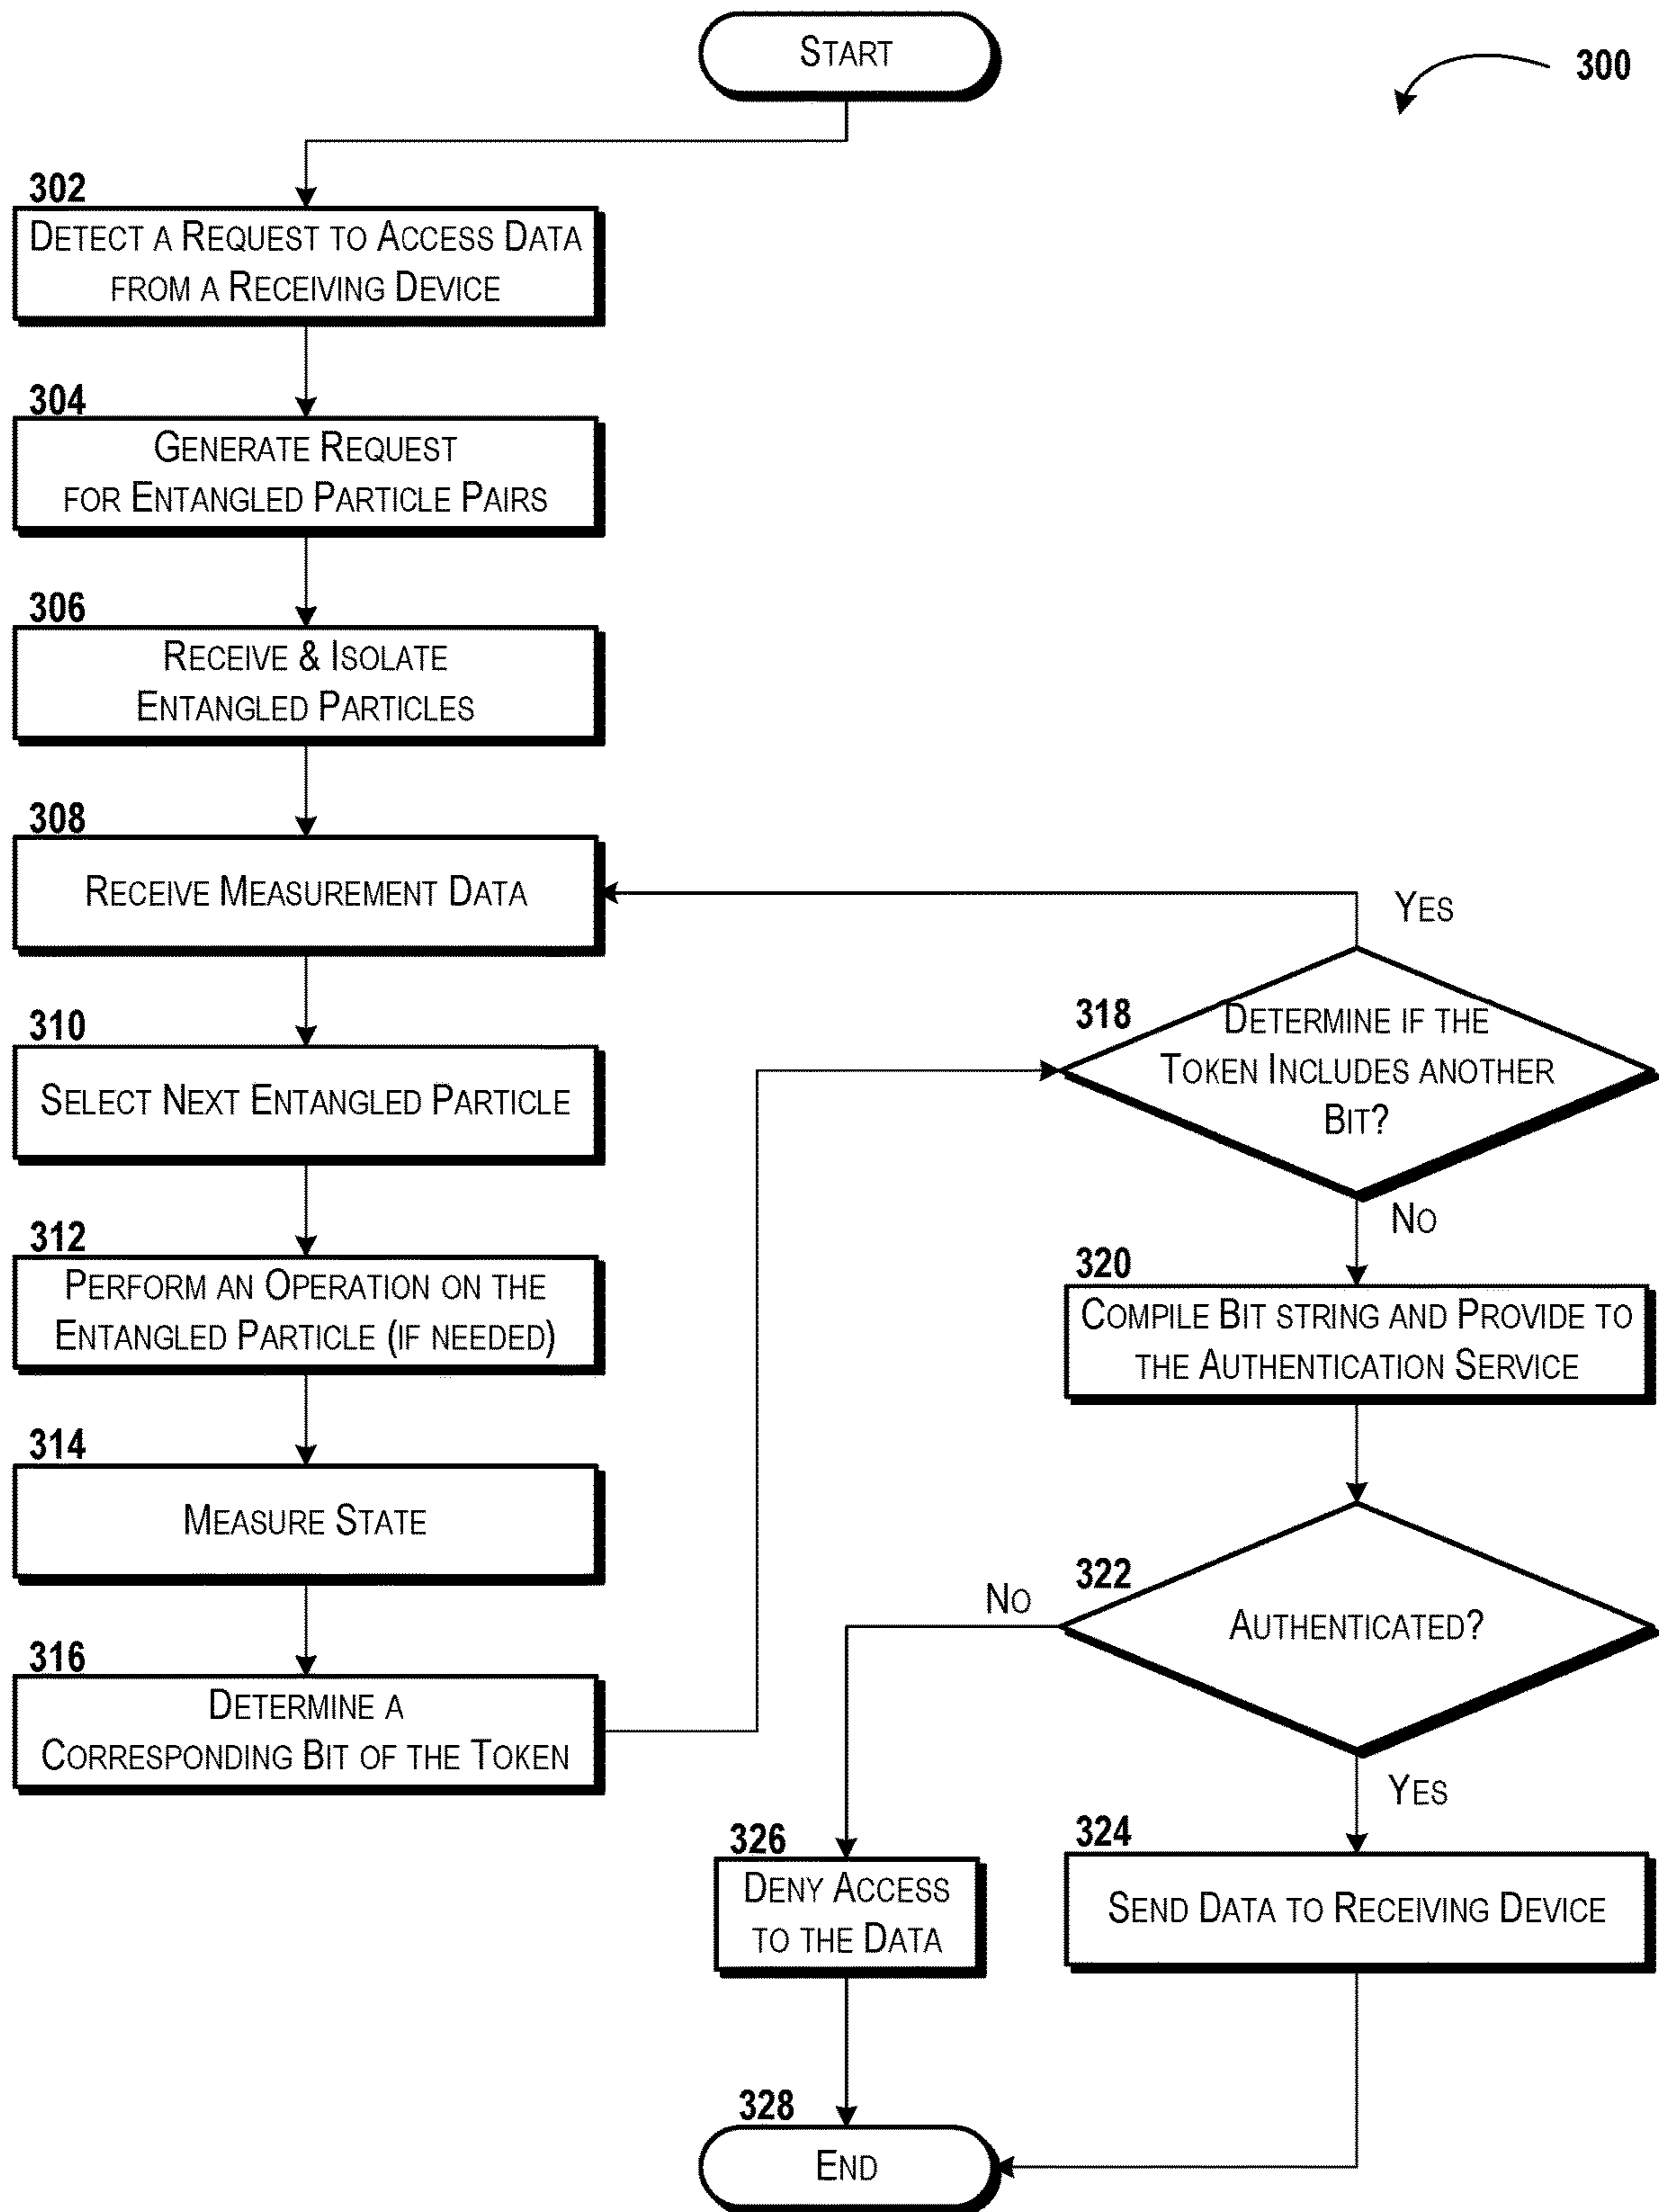 START
300
302
DETECT A REQUEST TO ACCESS DATA
FROM A RECEIVING DEVICE
304
GENERATE REQUEST
FOR ENTANGLED PARTICLE PAIRS
306
RECEIVE & ISOLATE
ENTANGLED PARTICLES
308
RECEIVE MEASUREMENT DATA
310
SELECT NEXT ENTANGLED PARTICLE
312
PERFORM AN OPERATION ON THE
ENTANGLED PARTICLE (IF NEEDED)
314
MEASURE STATE
316
DETERMINE A
CORRESPONDING BIT OF THE TOKEN
YES
318
DETERMINE IF THE
TOKEN INCLUDES ANOTHER
BIT?
NO
320
COMPILE BIT STRING AND PROVIDE TO
THE AUTHENTICATION SERVICE
322
AUTHENTICATED?
NO
YES
326
DENY ACCESS
TO THE DATA
324
SEND DATA TO RECEIVING DEVICE
328
END